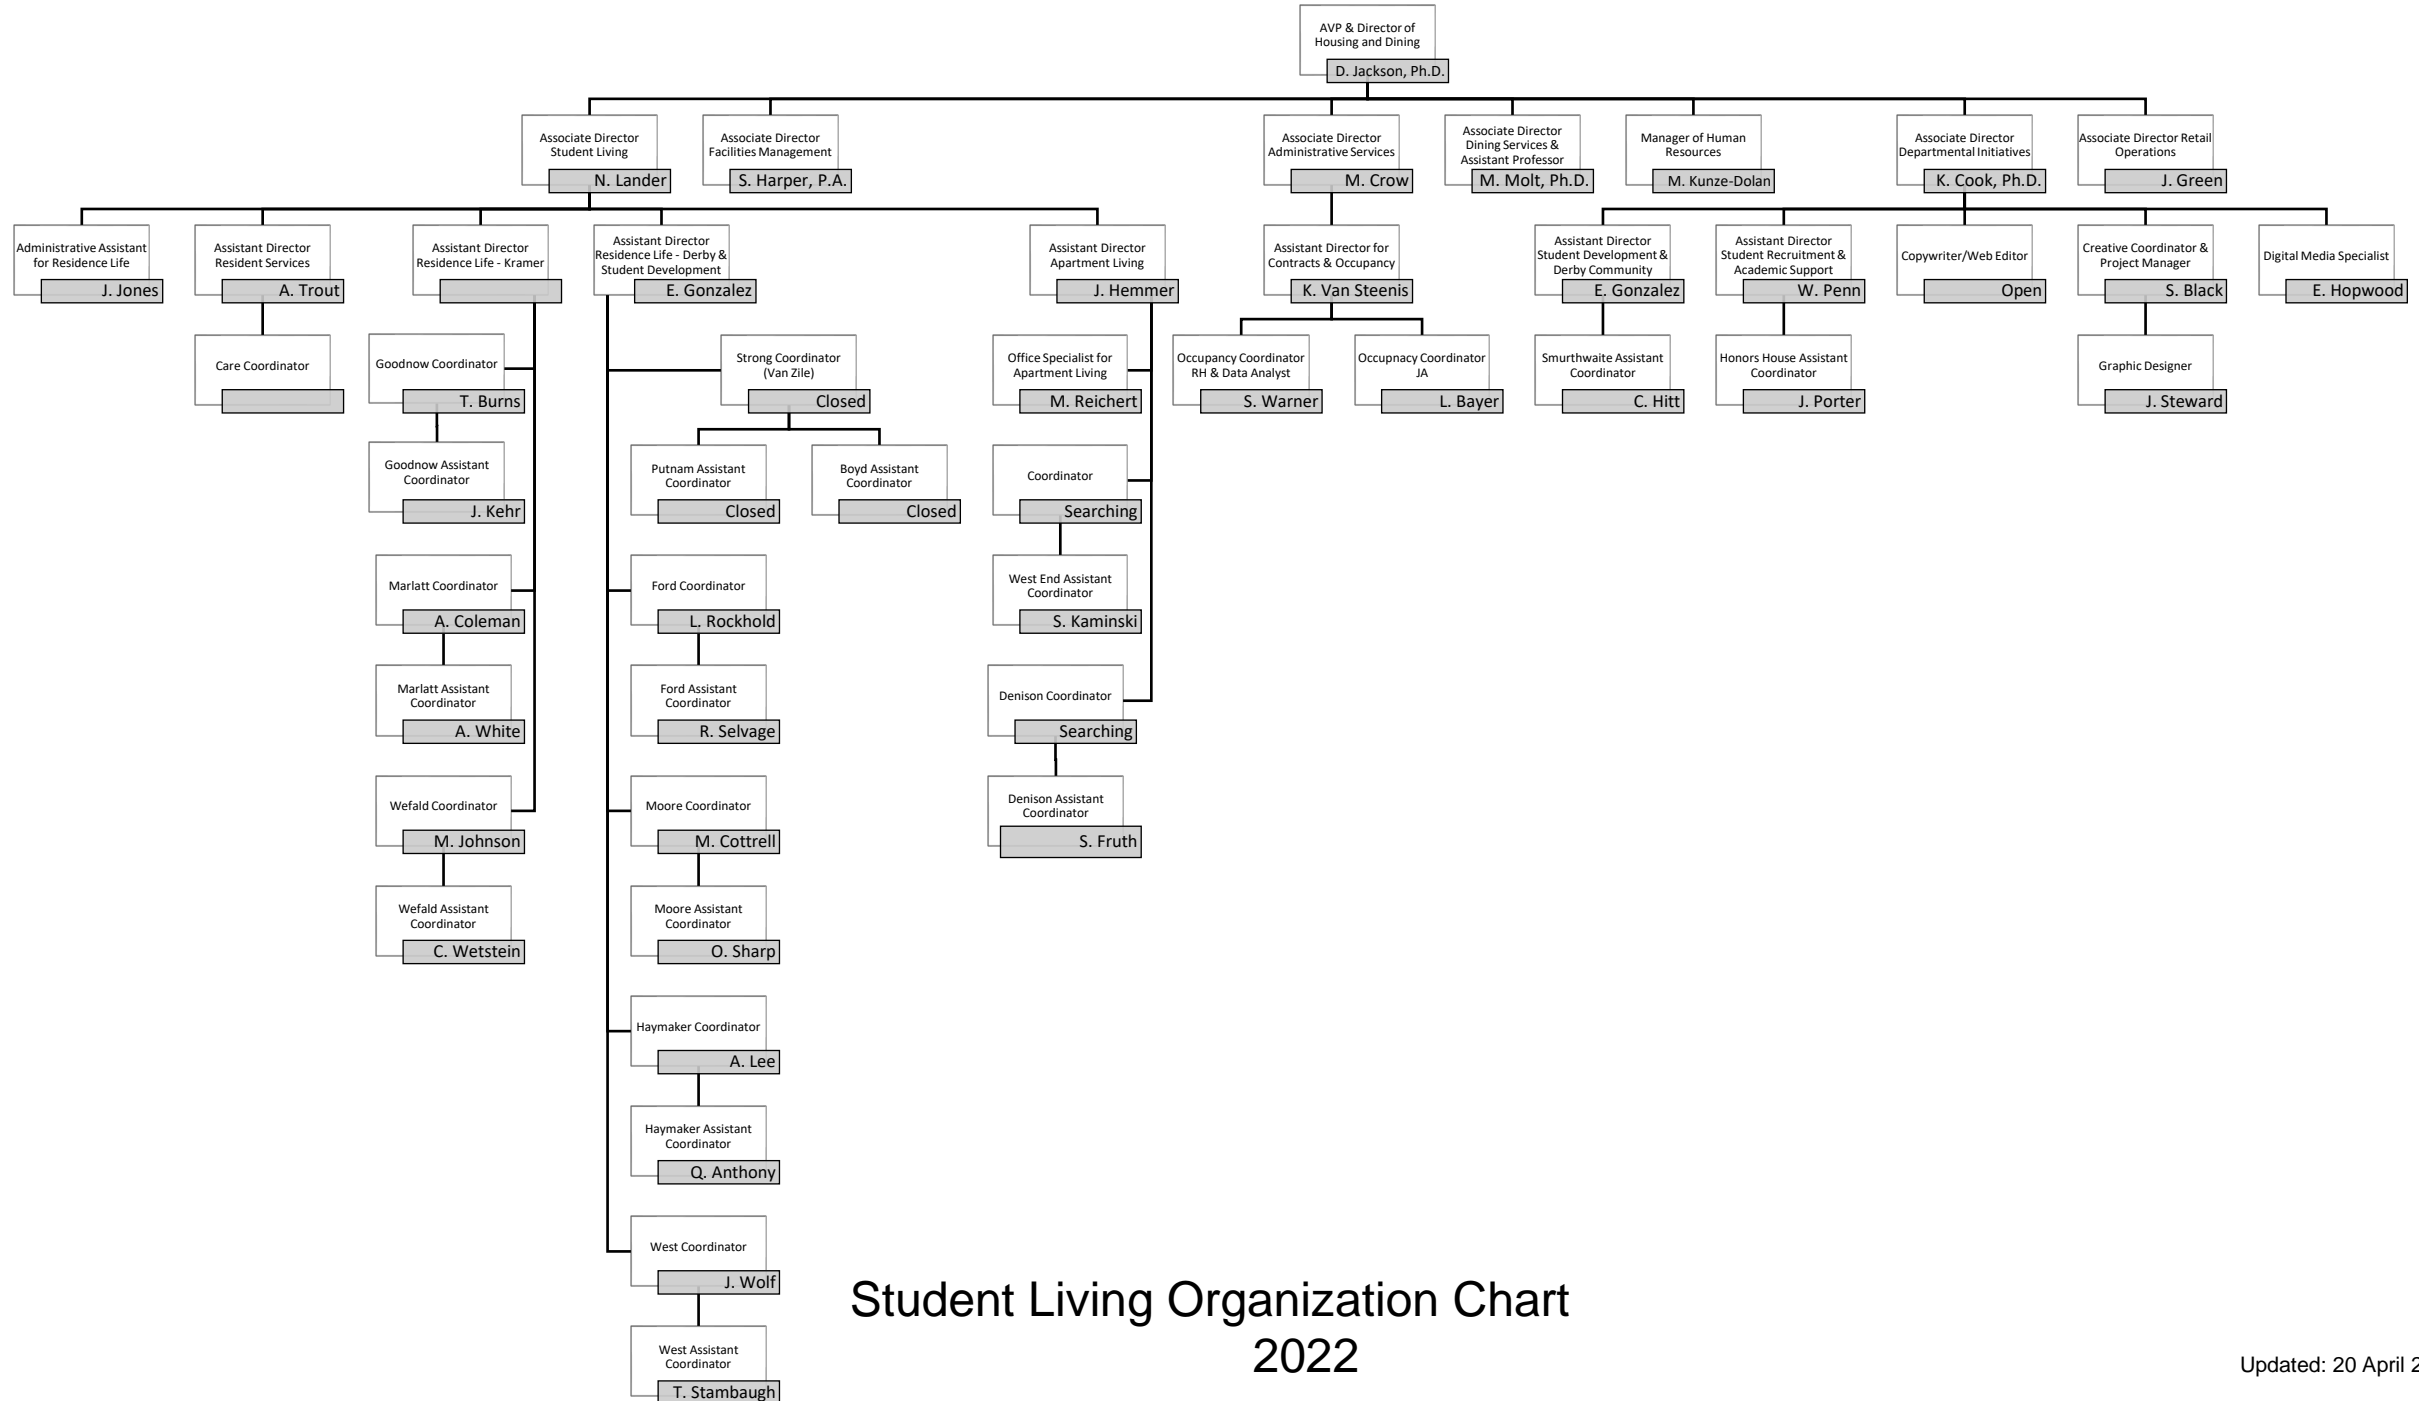 AVP & Director of
Housing and Dining
D. Jackson, Ph.D.
Associate Director
Student Living
N. Lander
Associate Director
Facilities Management
S. Harper, P.A.
Associate Director
Administrative Services
M. Crow
Associate Director
Dining Services &
Assistant Professor
M. Molt, Ph.D.
Manager of Human
Resources
M. Kunze-Dolan
Associate Director
Departmental Initiatives
K. Cook, Ph.D.
Associate Director Retail
Operations
J. Green
Administrative Assistant
for Residence Life
J. Jones
Assistant Director
Resident Services
A. Trout
Assistant Director
Residence Life - Kramer
Assistant Director
Residence Life - Derby &
Student Development
E. Gonzalez
Assistant Director
Apartment Living
J. Hemmer
Assistant Director for
Contracts & Occupancy
K. Van Steenis
Assistant Director
Student Development &
Derby Community
E. Gonzalez
Assistant Director
Student Recruitment &
Academic Support
W. Penn
Copywriter/Web Editor
Open
Creative Coordinator &
Project Manager
S. Black
Digital Media Specialist
E. Hopwood
Care Coordinator
Goodnow Coordinator
T. Burns
Strong Coordinator
(Van Zile)
Closed
Office Specialist for
Apartment Living
M. Reichert
Occupancy Coordinator
RH & Data Analyst
S. Warner
Occupnacy Coordinator
JA
L. Bayer
Smurthwaite Assistant
Coordinator
C. Hitt
Honors House Assistant
Coordinator
J. Porter
Graphic Designer
J. Steward
Goodnow Assistant
Coordinator
J. Kehr
Putnam Assistant
Coordinator
Closed
Boyd Assistant
Coordinator
Closed
Coordinator
Searching
Marlatt Coordinator
A. Coleman
Ford Coordinator
L. Rockhold
West End Assistant
Coordinator
S. Kaminski
Marlatt Assistant
Coordinator
A. White
Ford Assistant
Coordinator
R. Selvage
Denison Coordinator
Searching
Wefald Coordinator
M. Johnson
Moore Coordinator
M. Cottrell
Denison Assistant
Coordinator
S. Fruth
Wefald Assistant
Coordinator
C. Wetstein
Moore Assistant
Coordinator
O. Sharp
Haymaker Coordinator
A. Lee
Haymaker Assistant
Coordinator
Q. Anthony
West Coordinator
J. Wolf
West Assistant
Coordinator
T. Stambaugh
Student Living Organization Chart
2022
Updated: 20 April